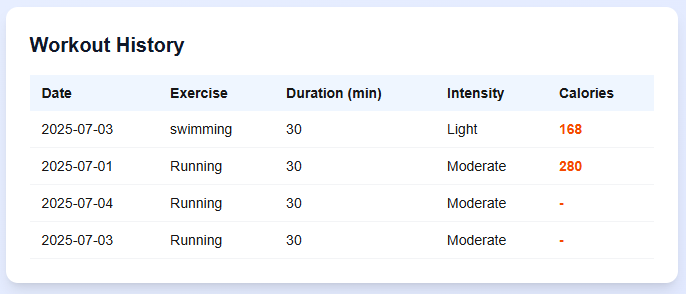 Workout History
Date Exercise Duration (min) Intensity Calories
2025-07-03 swimming 30 Light 168
2025-07-01 Running 30 Moderate 280
2025-07-04 Running 30 Moderate -
2025-07-03 Running 30 Moderate -